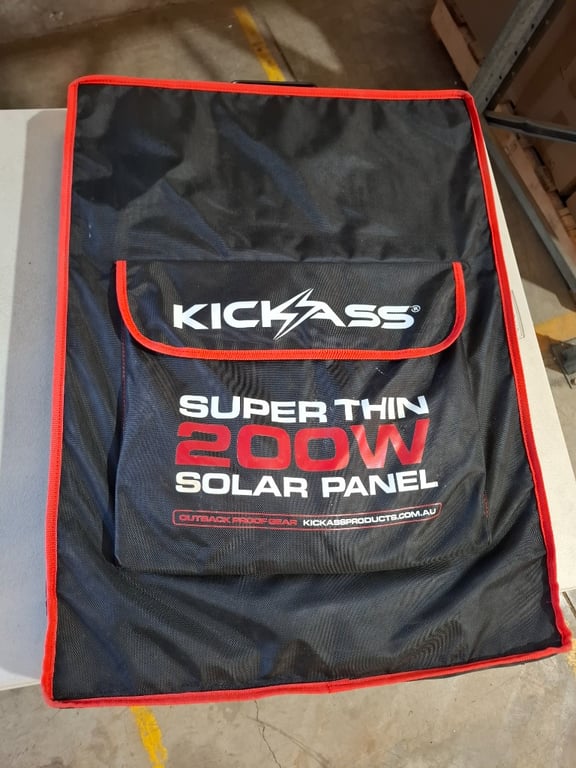 KICKASS®
SUPER THIN
200W
SOLAR PANEL
OUTBACK PROOF GEAR KICKASSPRODUCTS.COM.AU